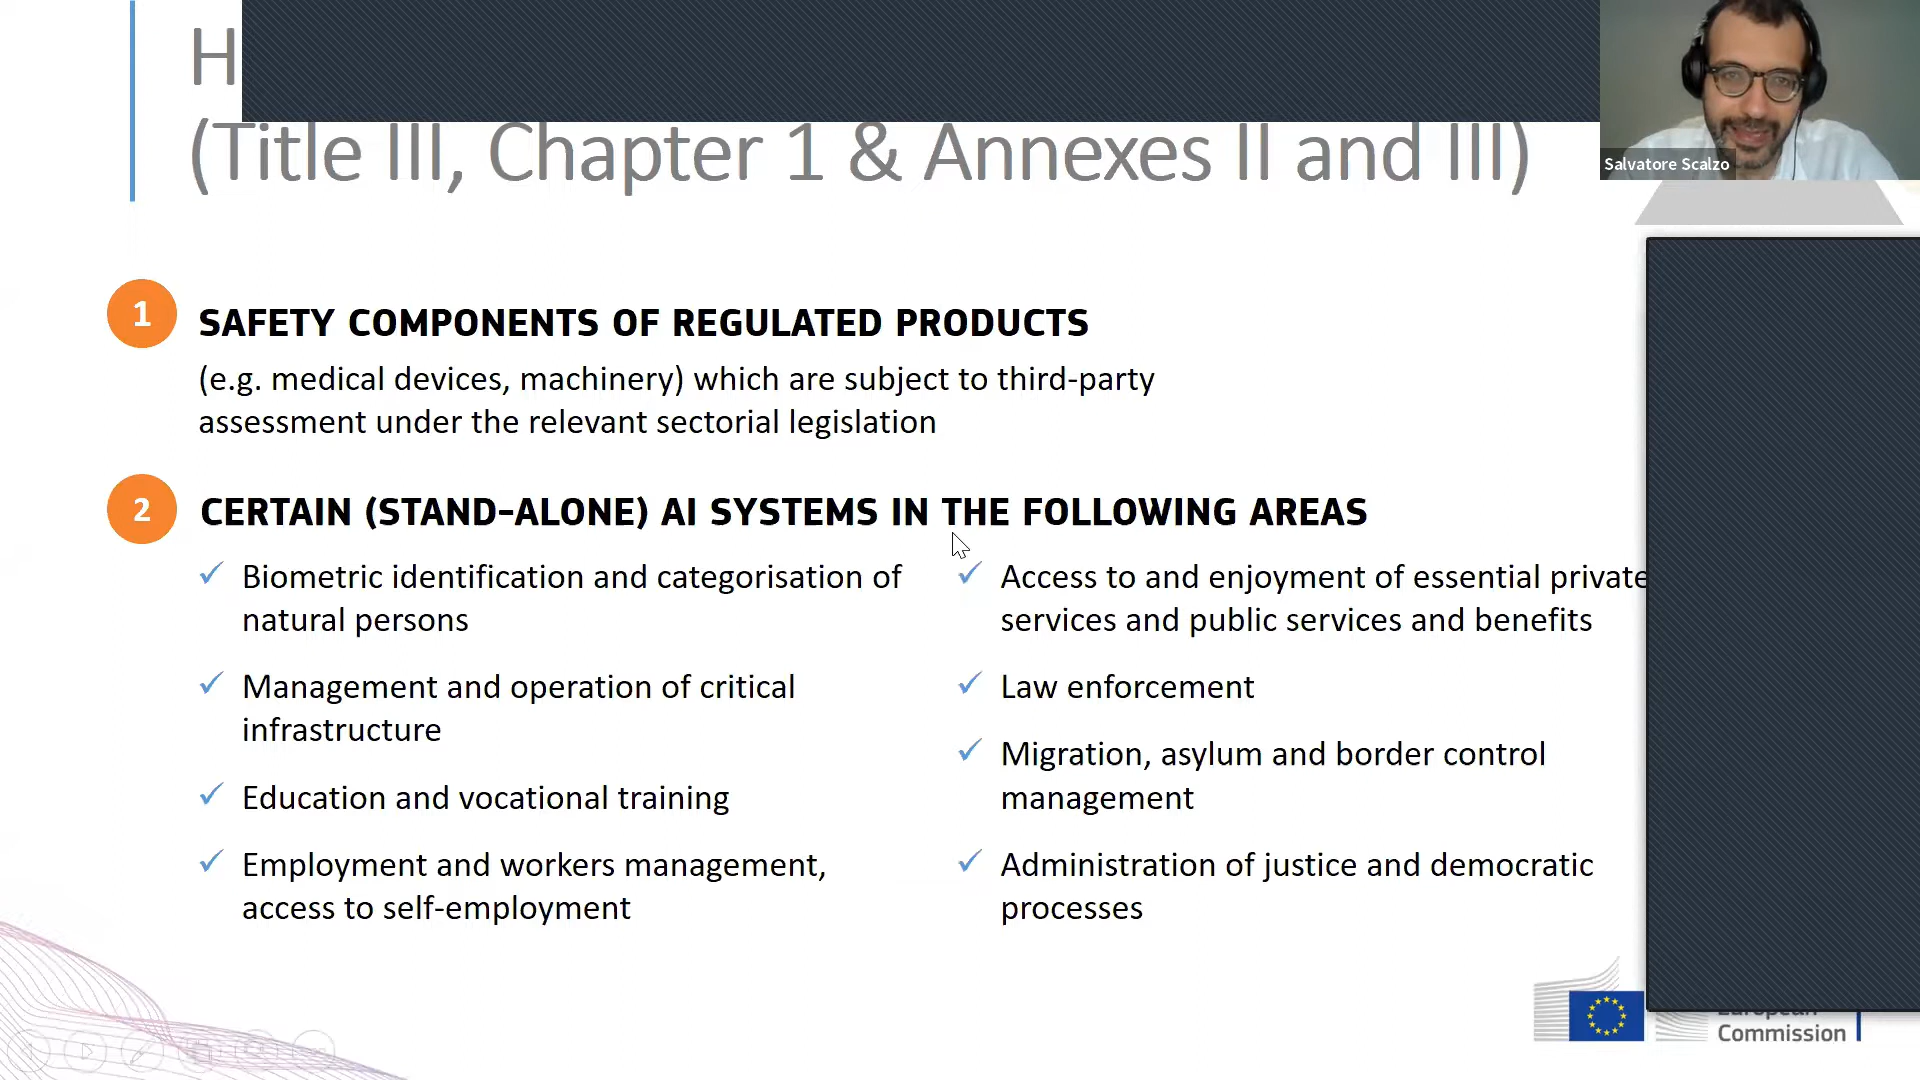 H
(Title III, Chapter 1 & Annexes II and III)
Salvatore Scalzo
1
SAFETY COMPONENTS OF REGULATED PRODUCTS
(e.g. medical devices, machinery) which are subject to third-party
assessment under the relevant sectorial legislation
2
CERTAIN (STAND-ALONE) AI SYSTEMS IN THE FOLLOWING AREAS
Biometric identification and categorisation of
natural persons
Management and operation of critical
infrastructure
Education and vocational training
Employment and workers management,
access to self-employment
Access to and enjoyment of essential private
services and public services and benefits
Law enforcement
Migration, asylum and border control
management
Administration of justice and democratic
processes
European
Commission